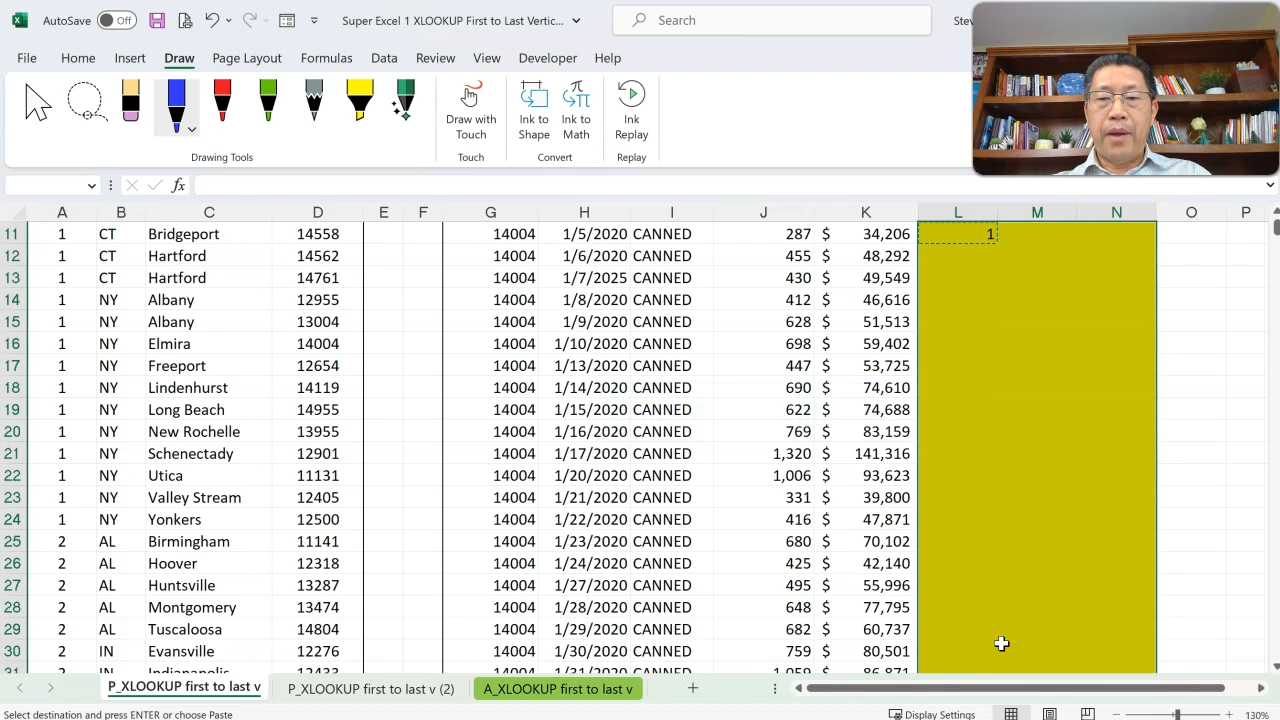 AutoSave Off Super Excel 1 XLOOKUP First to Last Vertic... Search
File Home Insert Draw Page Layout Formulas Data Review View Developer Help
Draw with Touch Ink to Shape Ink to Math Ink Replay
Drawing Tools Touch Convert Replay
fx
A B C D E F G H I J K L M N O P
11 1 CT Bridgeport 14558 14004 1/5/2020 CANNED 287 $ 34,206 1
12 1 CT Hartford 14562 14004 1/6/2020 CANNED 455 $ 48,292
13 1 CT Hartford 14761 14004 1/7/2025 CANNED 430 $ 49,549
14 1 NY Albany 12955 14004 1/8/2020 CANNED 412 $ 46,616
15 1 NY Albany 13004 14004 1/9/2020 CANNED 628 $ 51,513
16 1 NY Elmira 14004 14004 1/10/2020 CANNED 698 $ 59,402
17 1 NY Freeport 12654 14004 1/13/2020 CANNED 447 $ 53,725
18 1 NY Lindenhurst 14119 14004 1/14/2020 CANNED 690 $ 74,610
19 1 NY Long Beach 14955 14004 1/15/2020 CANNED 622 $ 74,688
20 1 NY New Rochelle 13955 14004 1/16/2020 CANNED 769 $ 83,159
21 1 NY Schenectady 12901 14004 1/17/2020 CANNED 1,320 $ 141,316
22 1 NY Utica 11131 14004 1/20/2020 CANNED 1,006 $ 93,623
23 1 NY Valley Stream 12405 14004 1/21/2020 CANNED 331 $ 39,800
24 1 NY Yonkers 12500 14004 1/22/2020 CANNED 416 $ 47,871
25 2 AL Birmingham 11141 14004 1/23/2020 CANNED 680 $ 70,102
26 2 AL Hoover 12318 14004 1/24/2020 CANNED 425 $ 42,140
27 2 AL Huntsville 13287 14004 1/27/2020 CANNED 495 $ 55,996
28 2 AL Montgomery 13474 14004 1/28/2020 CANNED 648 $ 77,795
29 2 AL Tuscaloosa 14804 14004 1/29/2020 CANNED 682 $ 60,737
30 2 IN Evansville 12276 14004 1/30/2020 CANNED 759 $ 80,501
31 2 IN Indianapolis 12433 14004 1/31/2020 CANNED 1,059 $ 86,871
P_XLOOKUP first to last v P_XLOOKUP first to last v (2) A_XLOOKUP first to last v
Select destination and press ENTER or choose Paste Display Settings 130%